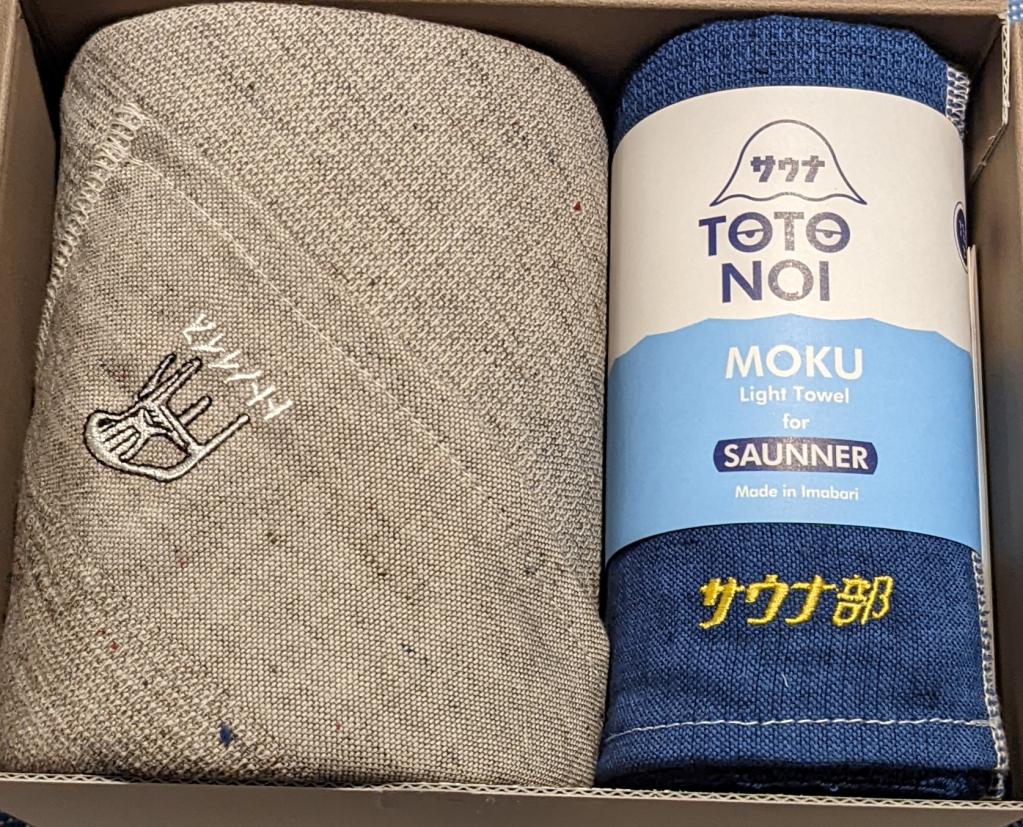 サウナ
TOTO
NOI
MOKU
Light Towel
for
SAUNNER
Made in Imabari
サウナ部